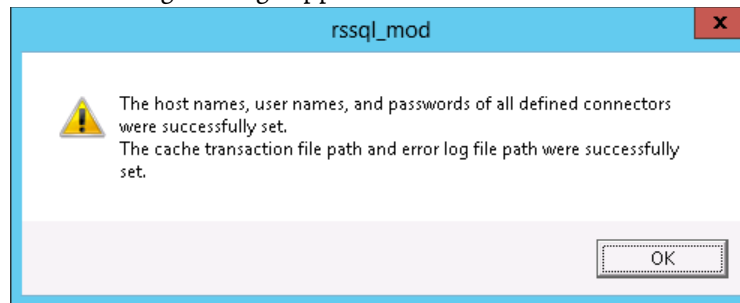 rssql_mod
x
The host names, user names, and passwords of all defined connectors
were successfully set.
The cache transaction file path and error log file path were successfully
set.
OK